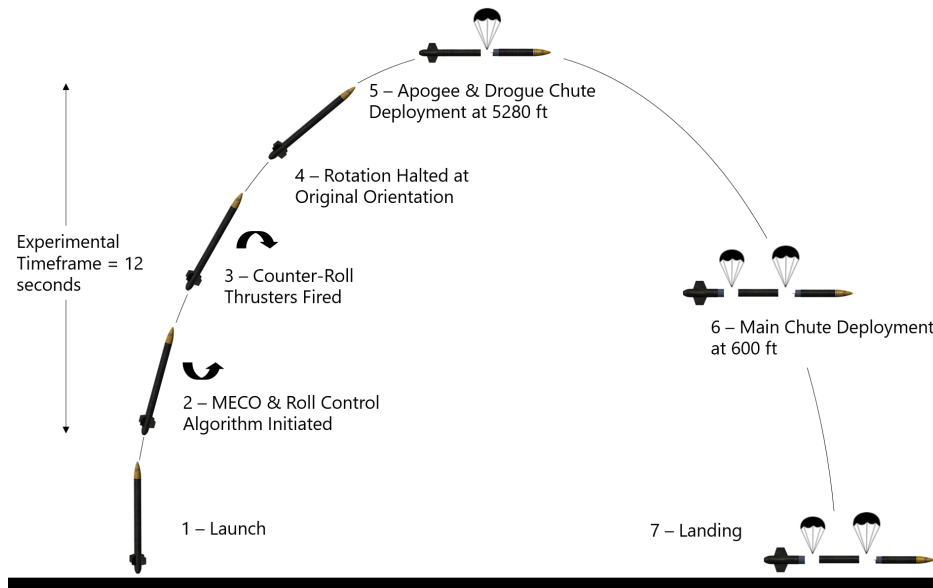 5 – Apogee & Drogue Chute
Deployment at 5280 ft
4 – Rotation Halted at
Original Orientation
Experimental
Timeframe = 12
seconds
3 – Counter-Roll
Thrusters Fired
6 – Main Chute Deployment
at 600 ft
2 – MECO & Roll Control
Algorithm Initiated
1 – Launch
7 – Landing